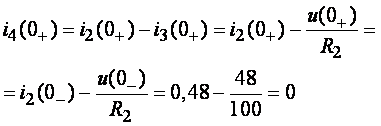 i₄(0₊) = i₂(0₊) − i₃(0₊) = i₂(0₊) − u(0₊)/R₂ =
= i₂(0₋) − u(0₋)/R₂ = 0,48 − 48/100 = 0